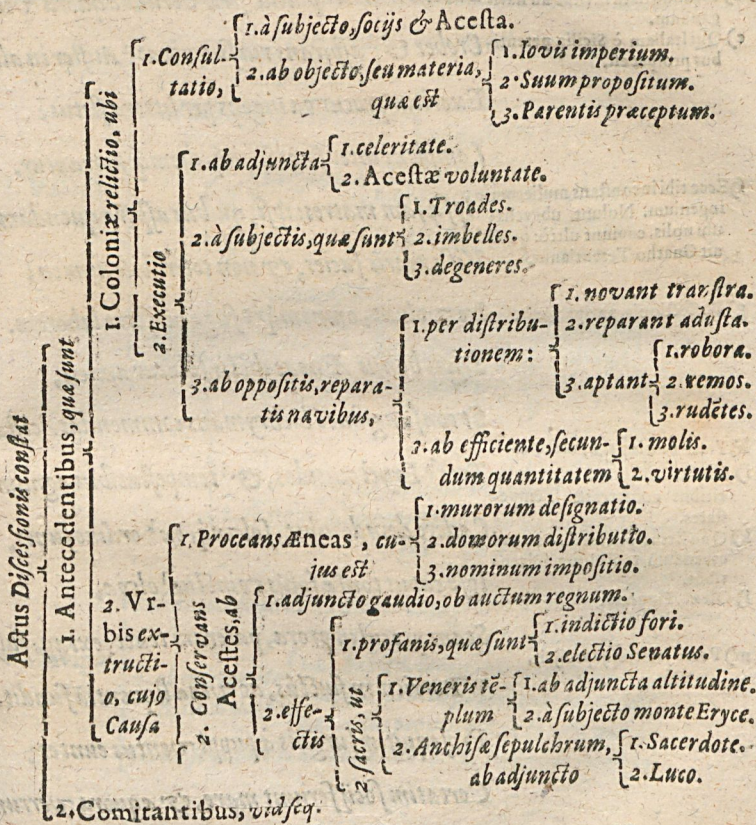 Actus Discessionis constat
1. Antecedentibus, quæ sunt
1. Coloniæ relictio, ubi
1. Consul-
tatio,
1. à subjecto, socijs & Acesta.
2. ab objecto, seu materia,
quæ est
1. Iovis imperium.
2. Suum propositum.
3. Parentis præceptum.
2. Executio,
1. ab adjuncta
1. celeritate.
2. Acestæ voluntate.
2. à subjectis, quæ sunt
1. Troades.
2. imbelles.
3. degeneres.
3. ab oppositis, repara-
tis navibus,
1. per distribu-
tionem:
1. novant transtra.
2. reparant adusta.
3. aptant
1. robora.
2. remos.
3. rudētes.
2. ab efficiente, secun-
dum quantitatem
1. molis.
2. virtutis.
2. Vr-
bis ex-
tructi-
o, cujo
Causa
1. Proceans Æneas, cu-
jus est
1. murorum designatio.
2. domorum distributio.
3. nominum impositio.
2. Conservans
Acestes, ab
1. adjuncto gaudio, ob auctum regnum.
2. effe-
ctis
1. profanis, quæ sunt
1. indictio fori.
2. electio Senatus.
2. sacris, ut
1. Veneris tē-
plum
1. ab adjuncta altitudine.
2. à subjecto monte Eryce.
2. Anchisæ sepulchrum,
ab adjuncto
1. Sacerdote.
2. Luco.
2. Comitantibus, vid seq.